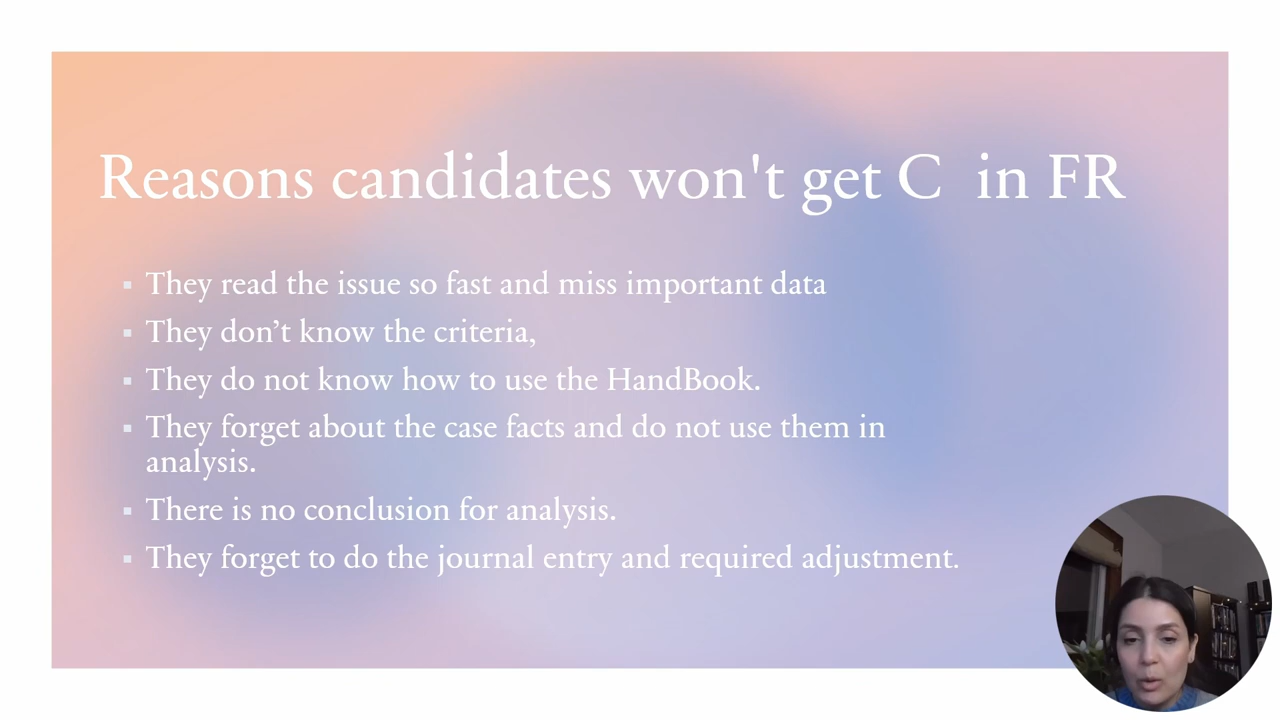 Reasons candidates won't get C in FR
▪ They read the issue so fast and miss important data
▪ They don’t know the criteria,
▪ They do not know how to use the HandBook.
▪ They forget about the case facts and do not use them in
analysis.
▪ There is no conclusion for analysis.
▪ They forget to do the journal entry and required adjustment.